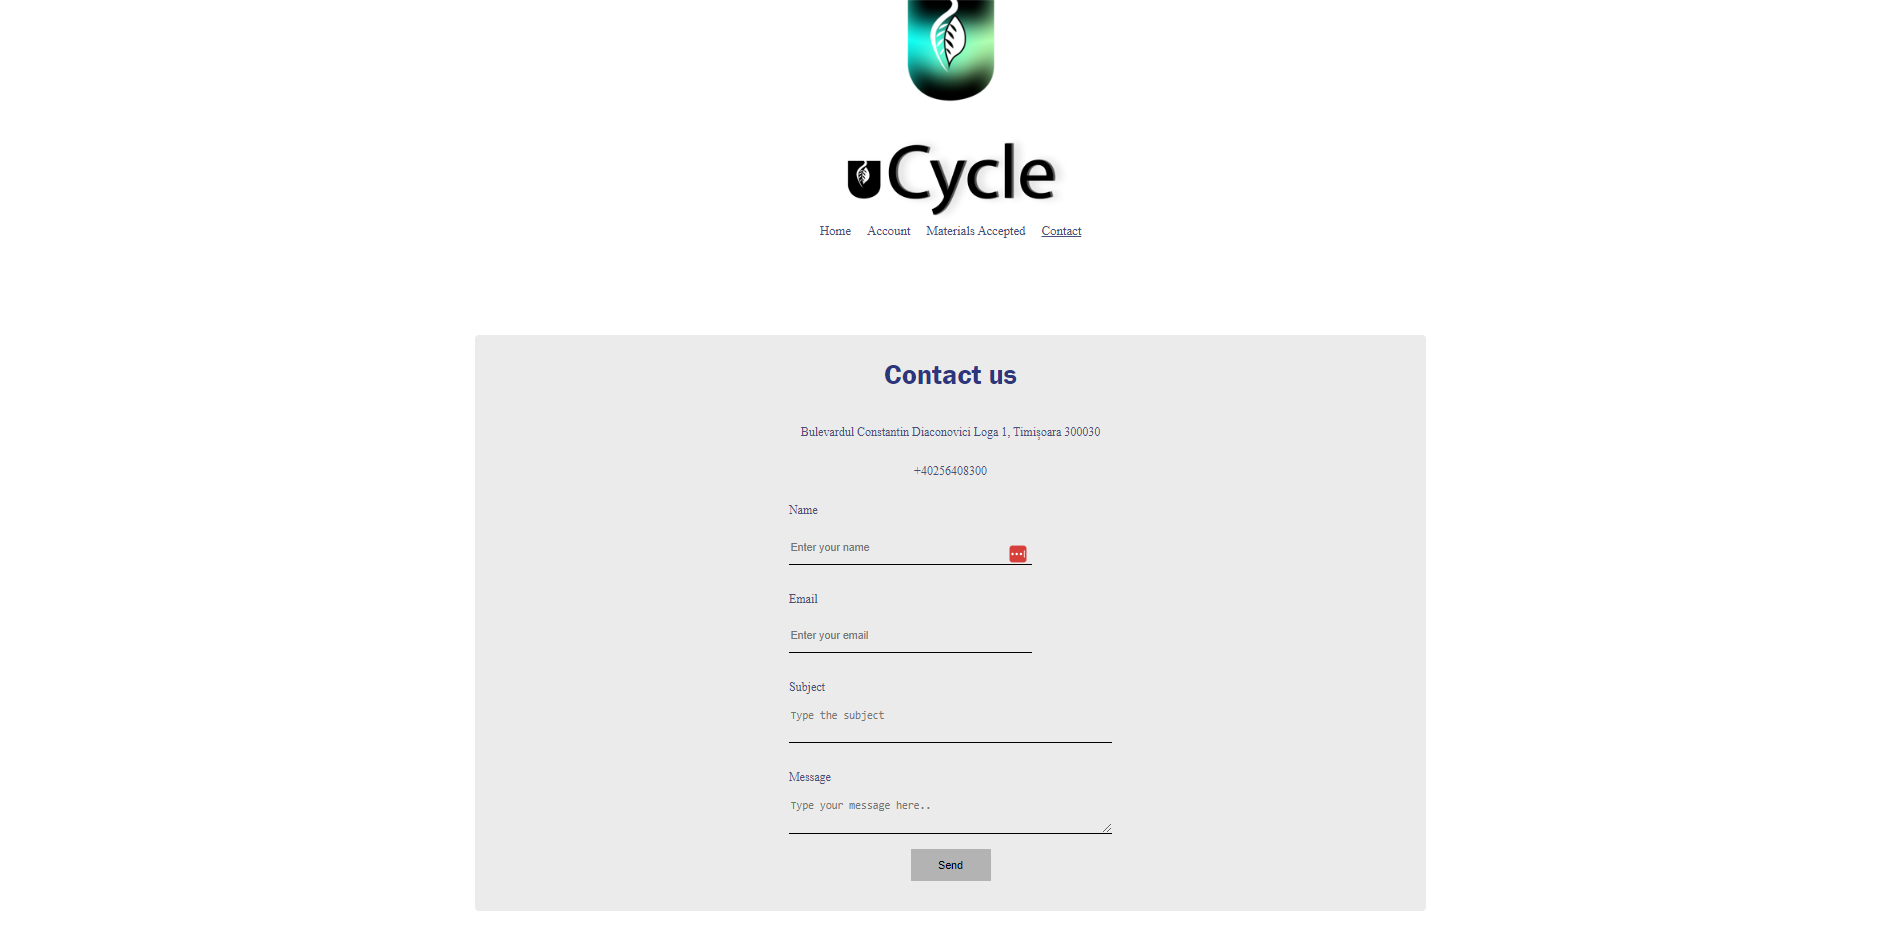 uCycle
Home Account Materials Accepted Contact
Contact us
Bulevardul Constantin Diaconovici Loga 1, Timișoara 300030
+40256408300
Name
Enter your name
Email
Enter your email
Subject
Type the subject
Message
Type your message here..
Send